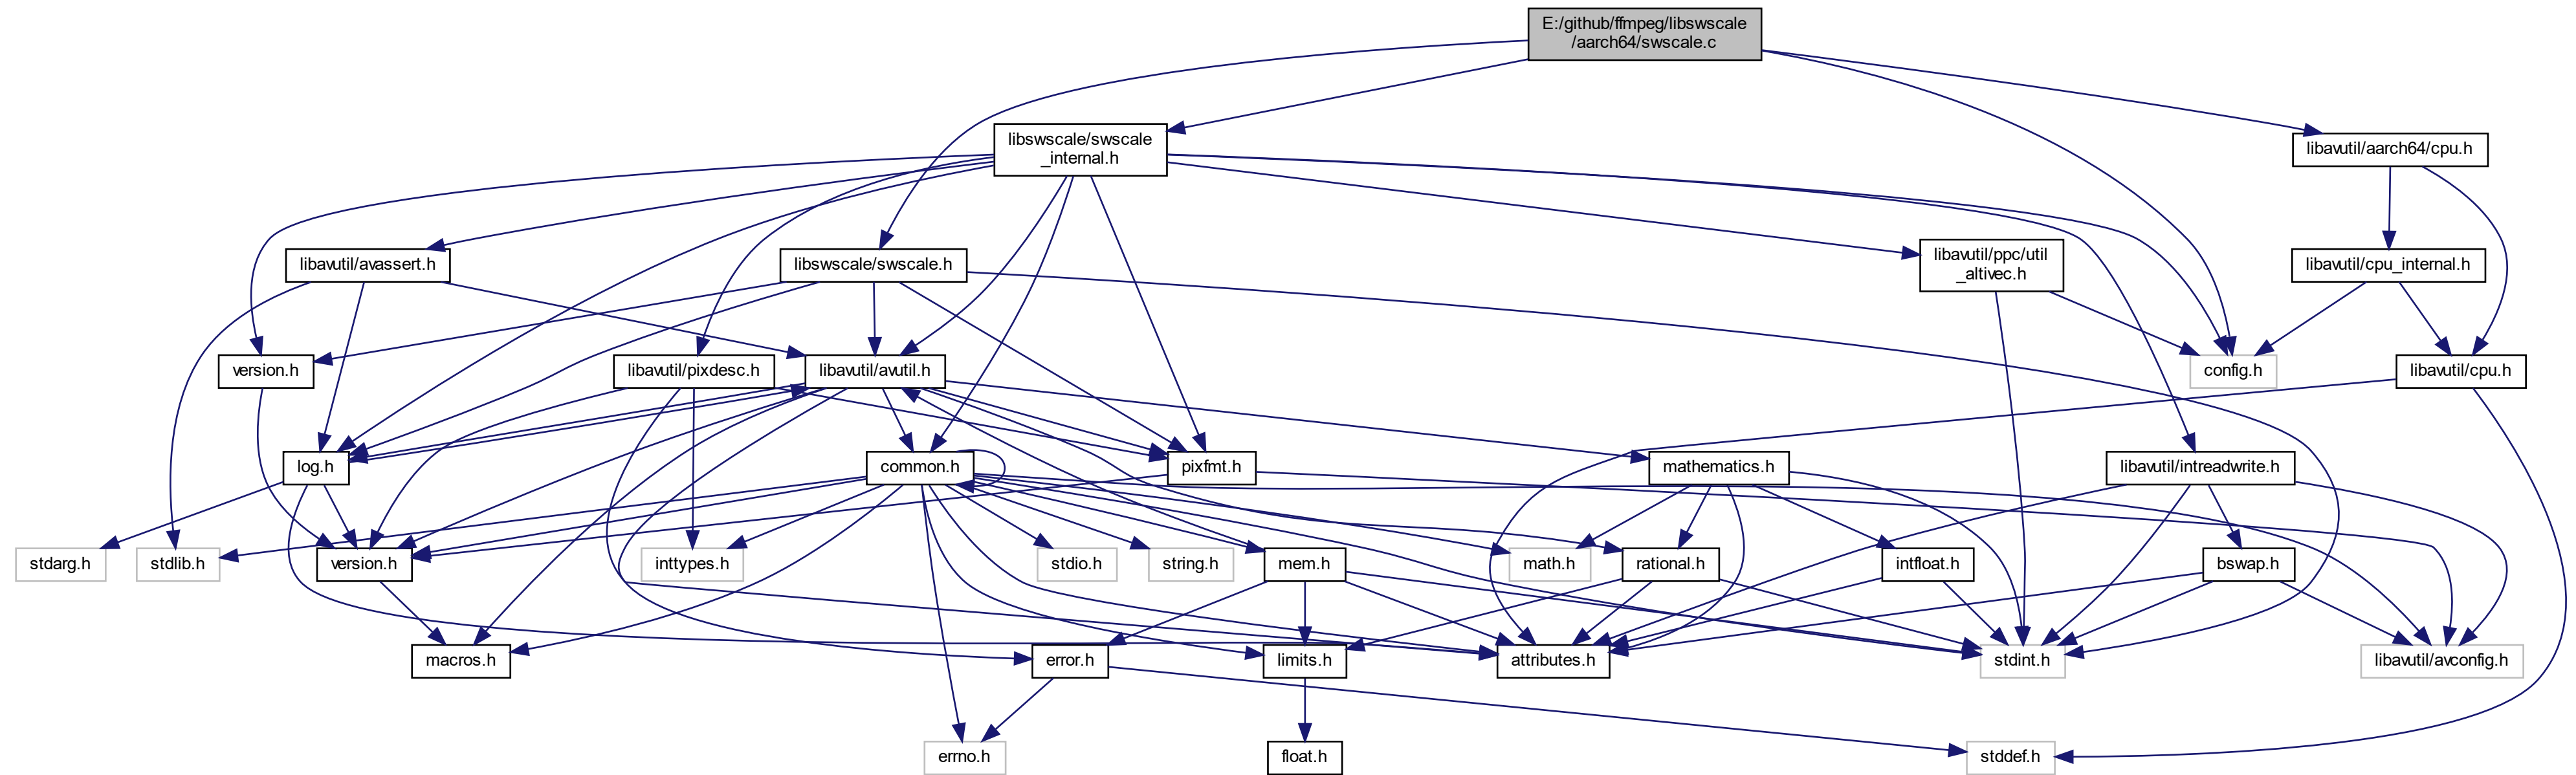 E:/github/ffmpeg/libswscale
/aarch64/swscale.c
libswscale/swscale
_internal.h
libavutil/aarch64/cpu.h
libavutil/avassert.h
libswscale/swscale.h
libavutil/ppc/util
_altivec.h
libavutil/cpu_internal.h
version.h
libavutil/pixdesc.h
libavutil/avutil.h
config.h
libavutil/cpu.h
log.h
common.h
pixfmt.h
mathematics.h
libavutil/intreadwrite.h
stdarg.h
stdlib.h
version.h
inttypes.h
stdio.h
string.h
mem.h
math.h
rational.h
intfloat.h
bswap.h
macros.h
error.h
limits.h
attributes.h
stdint.h
libavutil/avconfig.h
errno.h
float.h
stddef.h